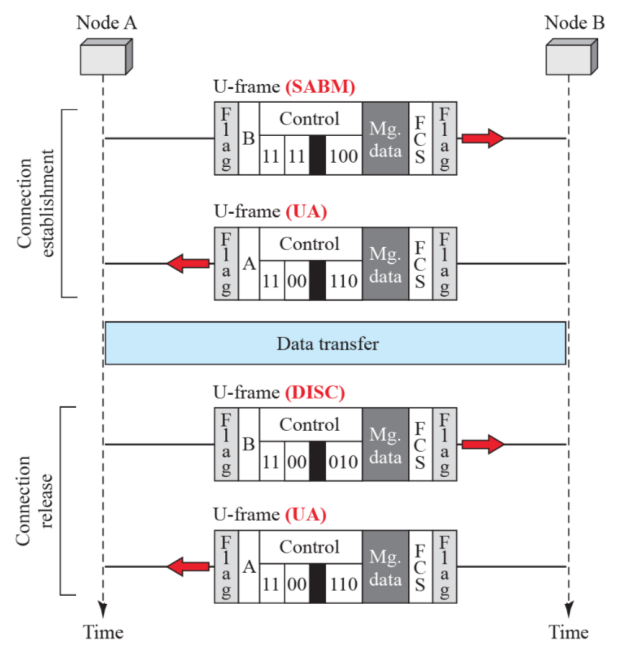 Node A
Node B
U-frame (SABM)
Flag
B
Control
11 11 100
Mg. data
FCS
Flag
Connection establishment
U-frame (UA)
Flag
A
Control
11 00 110
Mg. data
FCS
Flag
Data transfer
U-frame (DISC)
Flag
B
Control
11 00 010
Mg. data
FCS
Flag
Connection release
U-frame (UA)
Flag
A
Control
11 00 110
Mg. data
FCS
Flag
Time
Time